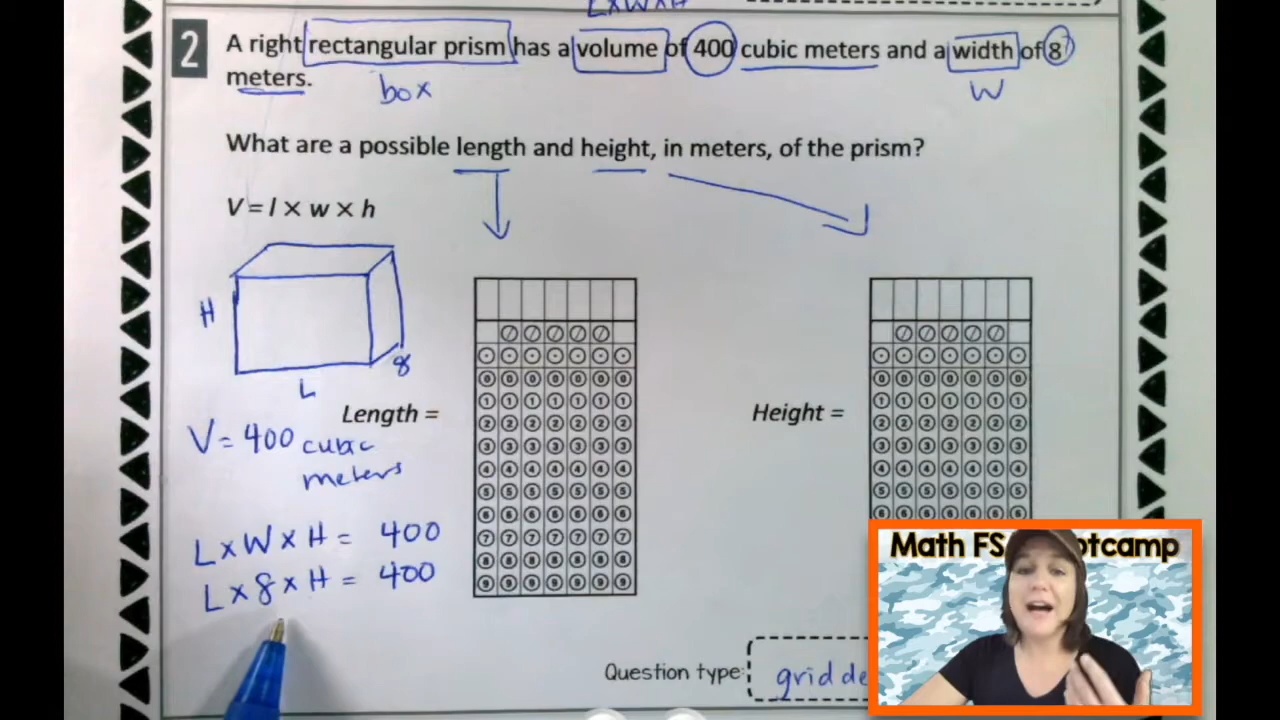 LXWXH
2 A right rectangular prism has a volume of 400 cubic meters and a width of 8
meters.
box
W
What are a possible length and height, in meters, of the prism?
V = l × w × h
H
8
L
Length =
Height =
V = 400 cubic
meters
L × W × H = 400
L × 8 × H = 400
Math FS otcamp
Question type: gridde